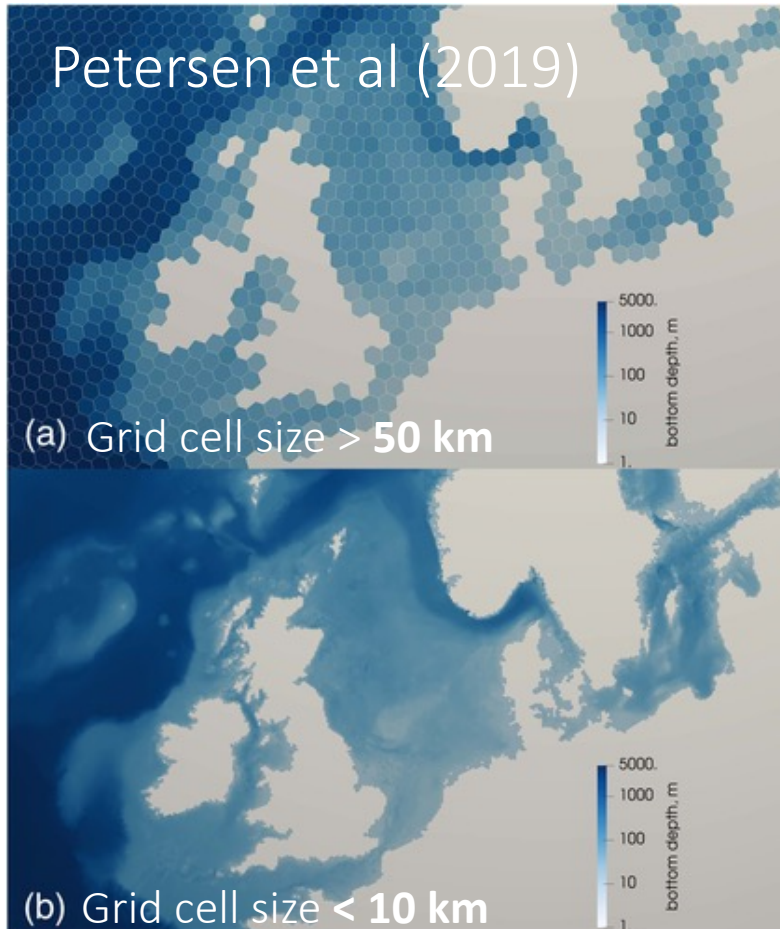 Petersen et al (2019)
5000.
1000
100
10
1.
bottom depth, m
(a) Grid cell size > 50 km
5000.
1000
100
10
1
bottom depth, m
(b) Grid cell size < 10 km